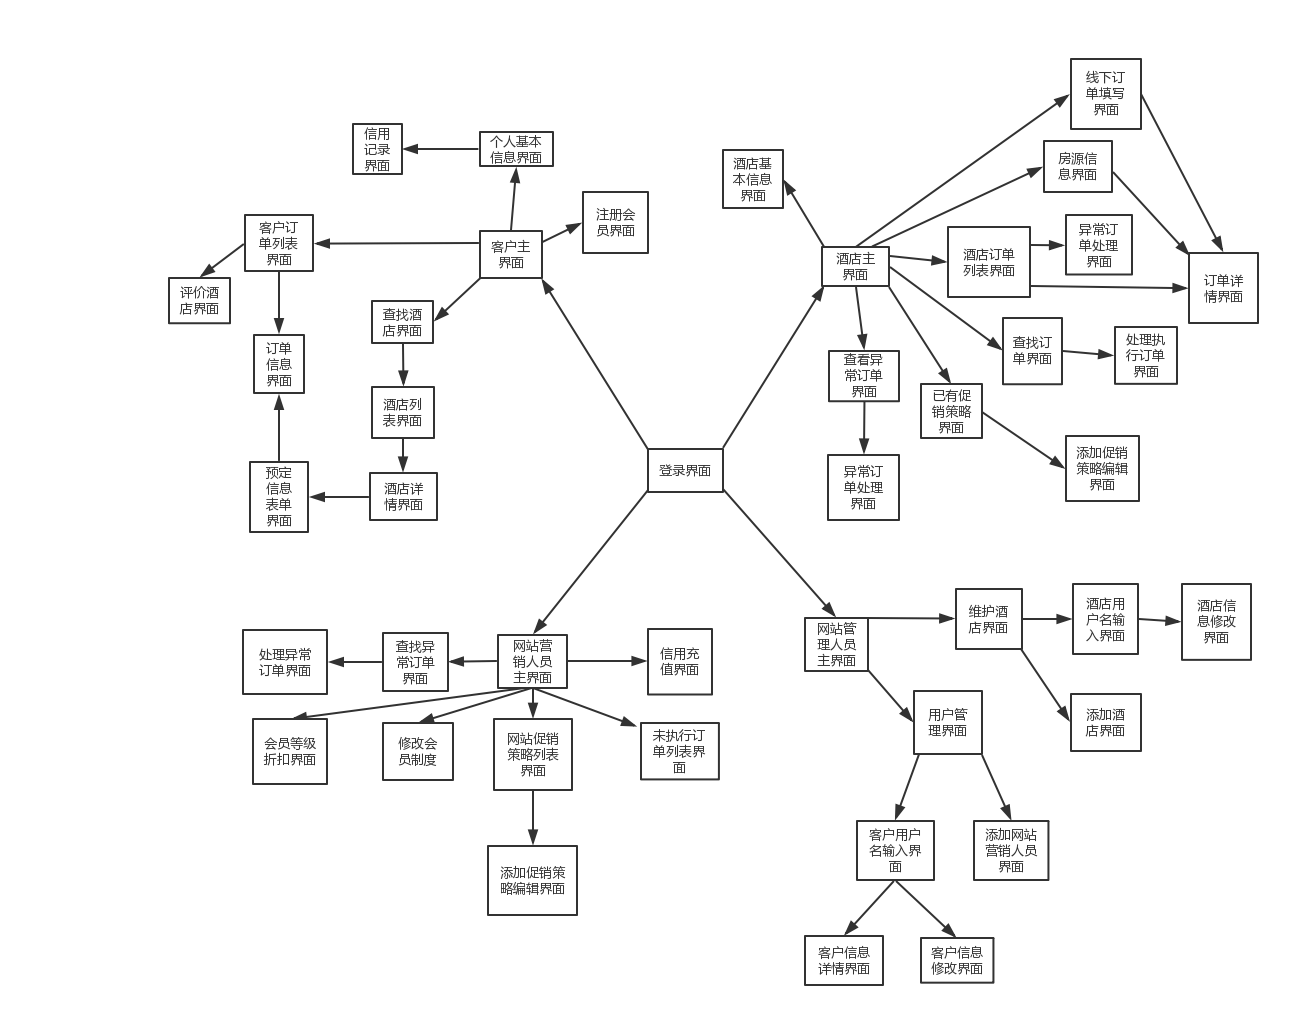 线下订
单填写
界面
信用
记录
界面
个人基本
信息界面
酒店基
本信息
界面
房源信
息界面
注册会
员界面
客户订
单列表
界面
客户主
界面
酒店主
界面
酒店订单
列表界面
异常订
单处理
界面
订单详
情界面
评价酒
店界面
查找酒
店界面
订单
信息
界面
查看异
常订单
界面
查找订
单界面
处理执
行订单
界面
酒店列
表界面
已有促
销策略
界面
登录界面
添加促销
策略编辑
界面
预定
信息
表单
界面
酒店详
情界面
异常订
单处理
界面
处理异常
订单界面
查找异
常订单
界面
网站营
销人员
主界面
信用充
值界面
网站管
理人员
主界面
维护酒
店界面
酒店用
户名输
入界面
酒店信
息修改
界面
会员等级
折扣界面
修改会
员制度
网站促销
策略列表
界面
未执行订
单列表界
面
用户管
理界面
添加酒
店界面
添加促销策
略编辑界面
客户用户
名输入界
面
添加网站
营销人员
界面
客户信息
详情界面
客户信息
修改界面